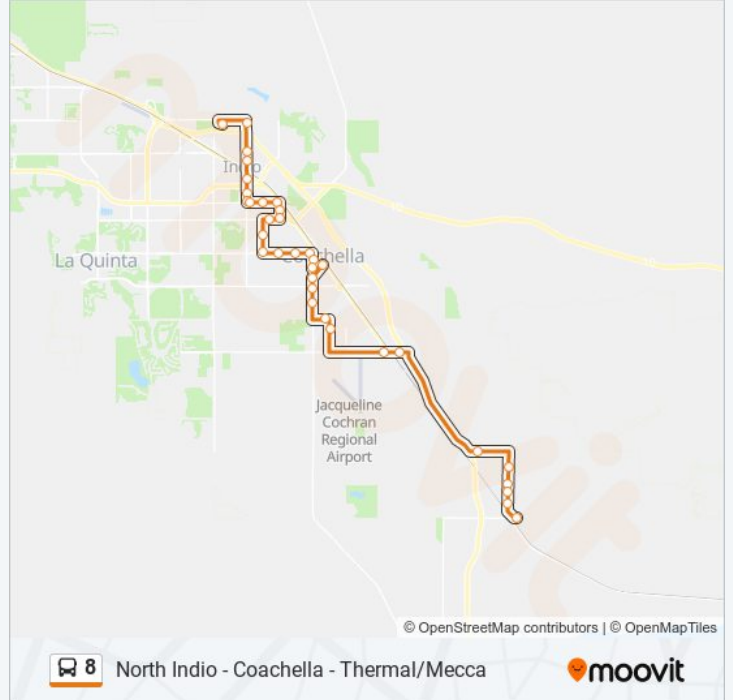 Indio
La Quinta
Coachella
Jacqueline
Cochran
Regional
Airport
© OpenStreetMap contributors | © OpenMapTiles
8 North Indio - Coachella - Thermal/Mecca
moovit